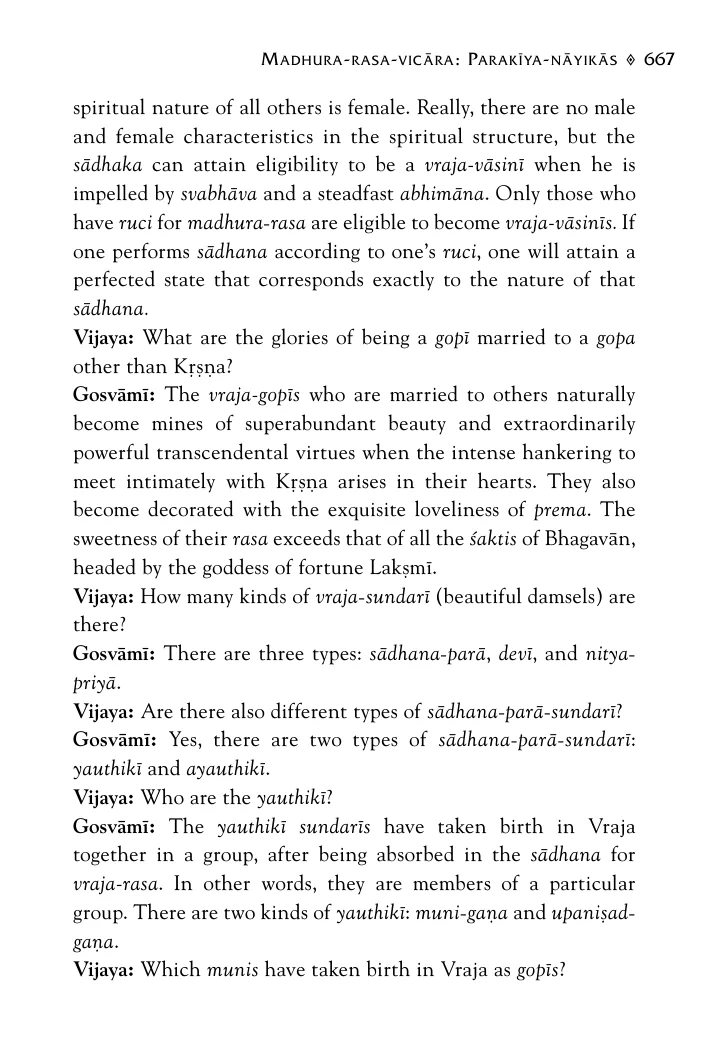 Madhura-rasa-vicāra: Parakīya-nāyikās ◊ 667
spiritual nature of all others is female. Really, there are no male
and female characteristics in the spiritual structure, but the
sādhaka can attain eligibility to be a vraja-vāsinī when he is
impelled by svabhāva and a steadfast abhimāna. Only those who
have ruci for madhura-rasa are eligible to become vraja-vāsinīs. If
one performs sādhana according to one’s ruci, one will attain a
perfected state that corresponds exactly to the nature of that
sādhana.
Vijaya: What are the glories of being a gopī married to a gopa
other than Kṛṣṇa?
Gosvāmī: The vraja-gopīs who are married to others naturally
become mines of superabundant beauty and extraordinarily
powerful transcendental virtues when the intense hankering to
meet intimately with Kṛṣṇa arises in their hearts. They also
become decorated with the exquisite loveliness of prema. The
sweetness of their rasa exceeds that of all the śaktis of Bhagavān,
headed by the goddess of fortune Lakṣmī.
Vijaya: How many kinds of vraja-sundarī (beautiful damsels) are
there?
Gosvāmī: There are three types: sādhana-parā, devī, and nitya-
priyā.
Vijaya: Are there also different types of sādhana-parā-sundarī?
Gosvāmī: Yes, there are two types of sādhana-parā-sundarī:
yauthikī and ayauthikī.
Vijaya: Who are the yauthikī?
Gosvāmī: The yauthikī sundarīs have taken birth in Vraja
together in a group, after being absorbed in the sādhana for
vraja-rasa. In other words, they are members of a particular
group. There are two kinds of yauthikī: muni-gaṇa and upaniṣad-
gaṇa.
Vijaya: Which munis have taken birth in Vraja as gopīs?